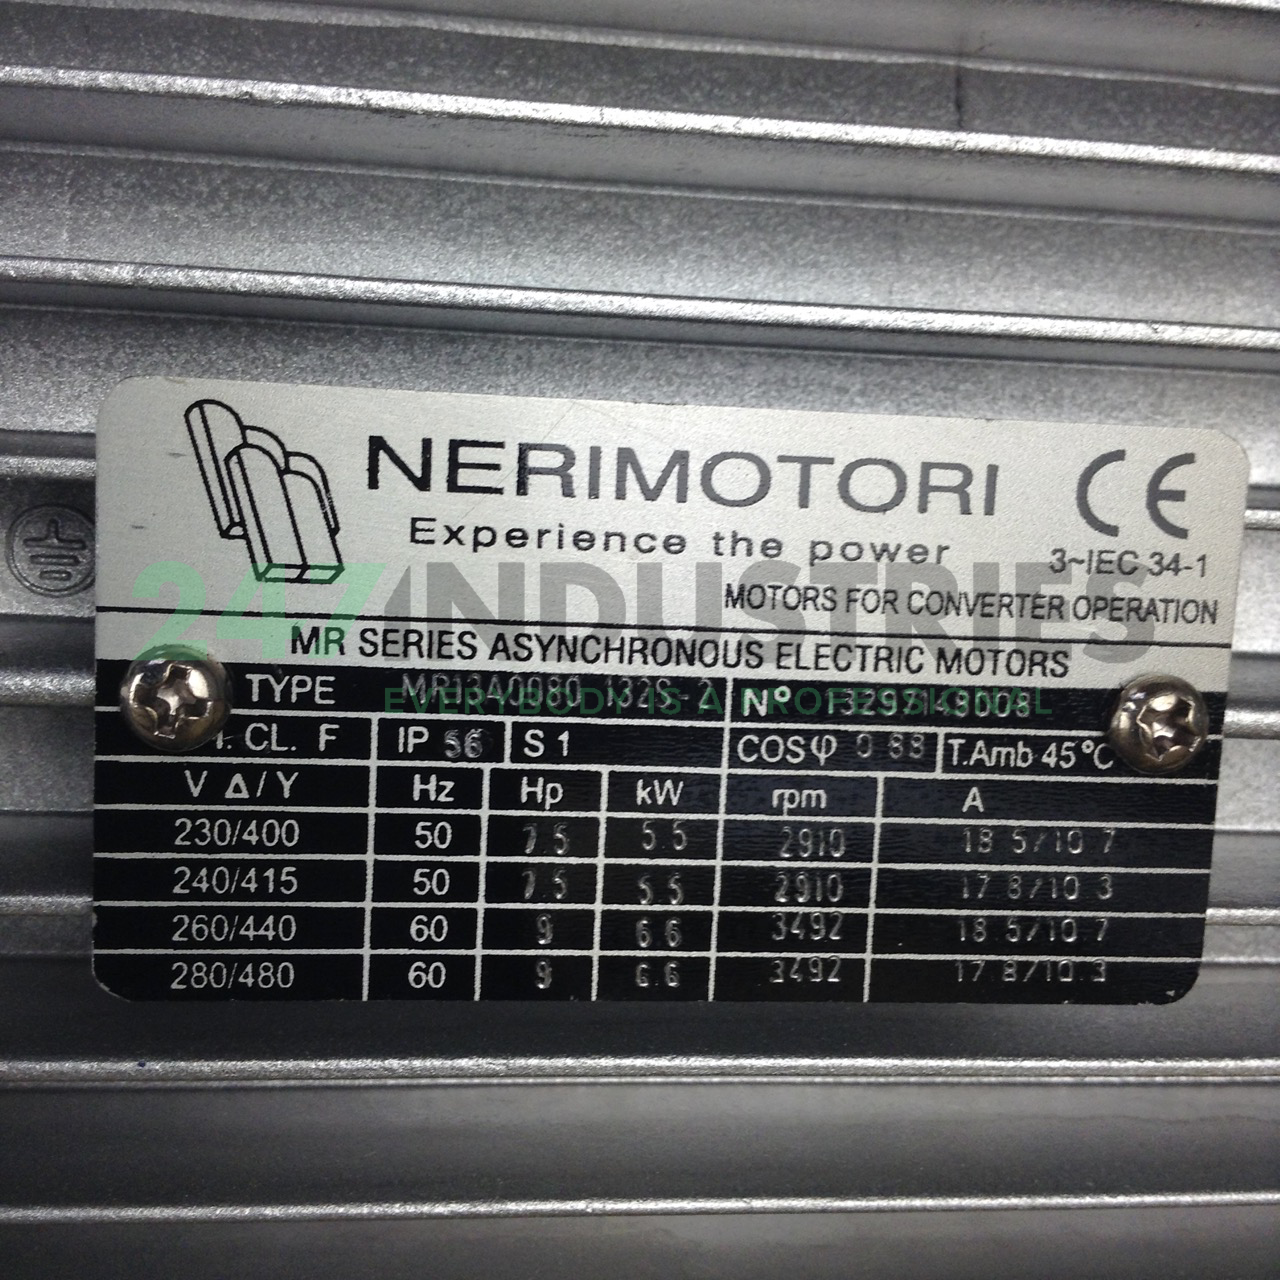 NERIMOTORI
Experience the power
CE
3~IEC 34-1
MOTORS FOR CONVERTER OPERATION
247 INDUSTRIES
MR SERIES ASYNCHRONOUS ELECTRIC MOTORS
TYPE 132S-2 N°
EVERYBODY IS A PROFESSIONAL
I. CL. F IP S 1 COSφ 0 88 T.Amb 45°C
V Δ/Y Hz Hp kW rpm A
230/400 50 7.5 5.5 2910 18 5/10 7
240/415 50 7.5 5.5 2910 17 8/10 3
260/440 60 9 6 6 3492 18 5/10 7
280/480 60 9 6.6 3492 17 8/10.3